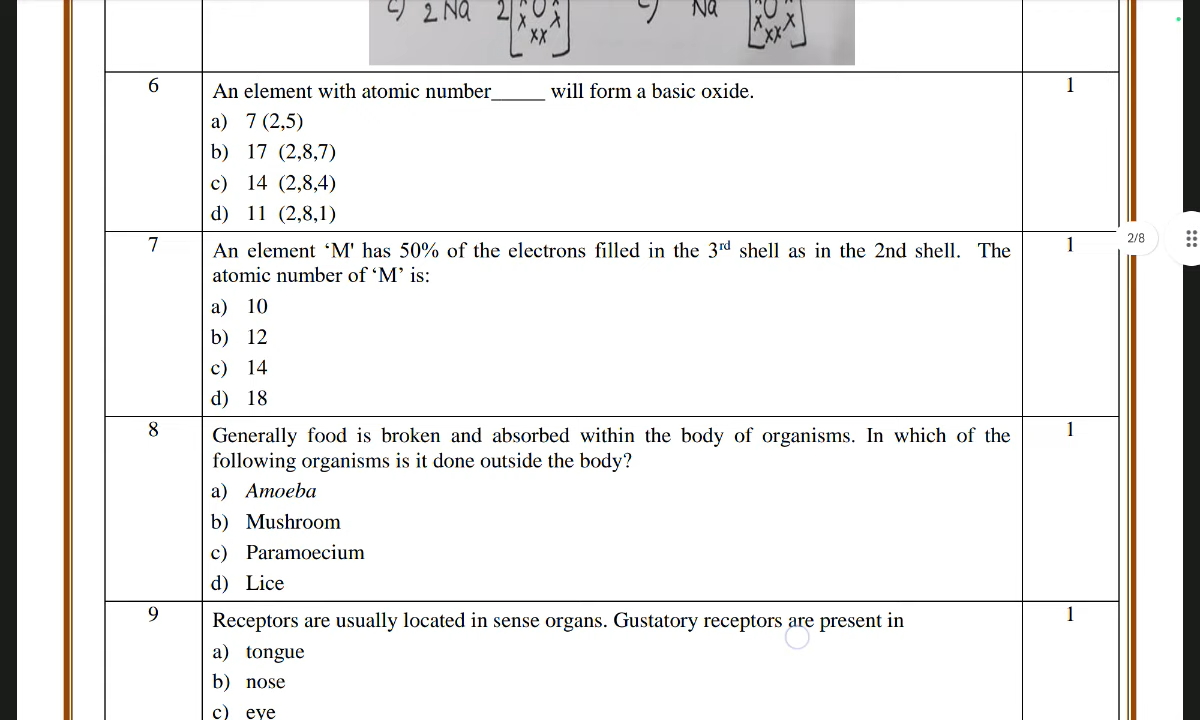 c) 2 Na 2 c) Na
xx xx
6 An element with atomic number_____ will form a basic oxide. 1
a) 7 (2,5)
b) 17 (2,8,7)
c) 14 (2,8,4)
d) 11 (2,8,1)
7 An element ‘M' has 50% of the electrons filled in the 3rd shell as in the 2nd shell. The 1
2/8
atomic number of ‘M’ is:
a) 10
b) 12
c) 14
d) 18
8 Generally food is broken and absorbed within the body of organisms. In which of the 1
following organisms is it done outside the body?
a) Amoeba
b) Mushroom
c) Paramoecium
d) Lice
9 Receptors are usually located in sense organs. Gustatory receptors are present in 1
a) tongue
b) nose
c) eye